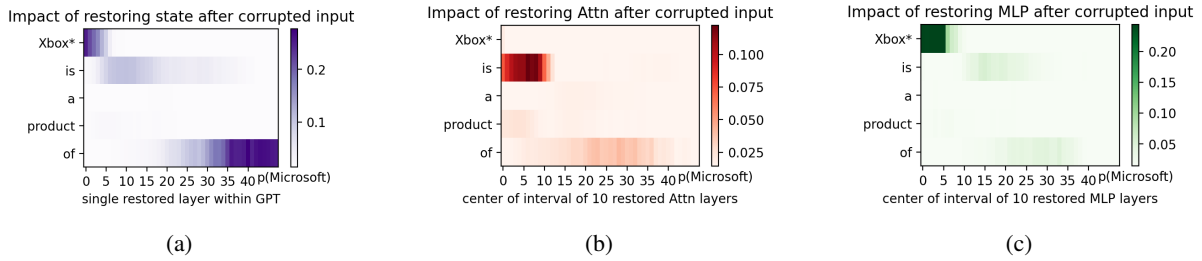 Impact of restoring state after corrupted input
Xbox*
is
a
product
of
0 5 10 15 20 25 30 35 40
p(Microsoft)
single restored layer within GPT
0.2
0.1
(a)
Impact of restoring Attn after corrupted input
Xbox*
is
a
product
of
0 5 10 15 20 25 30 35 40
p(Microsoft)
center of interval of 10 restored Attn layers
0.100
0.075
0.050
0.025
(b)
Impact of restoring MLP after corrupted input
Xbox*
is
a
product
of
0 5 10 15 20 25 30 35 40
p(Microsoft)
center of interval of 10 restored MLP layers
0.20
0.15
0.10
0.05
(c)